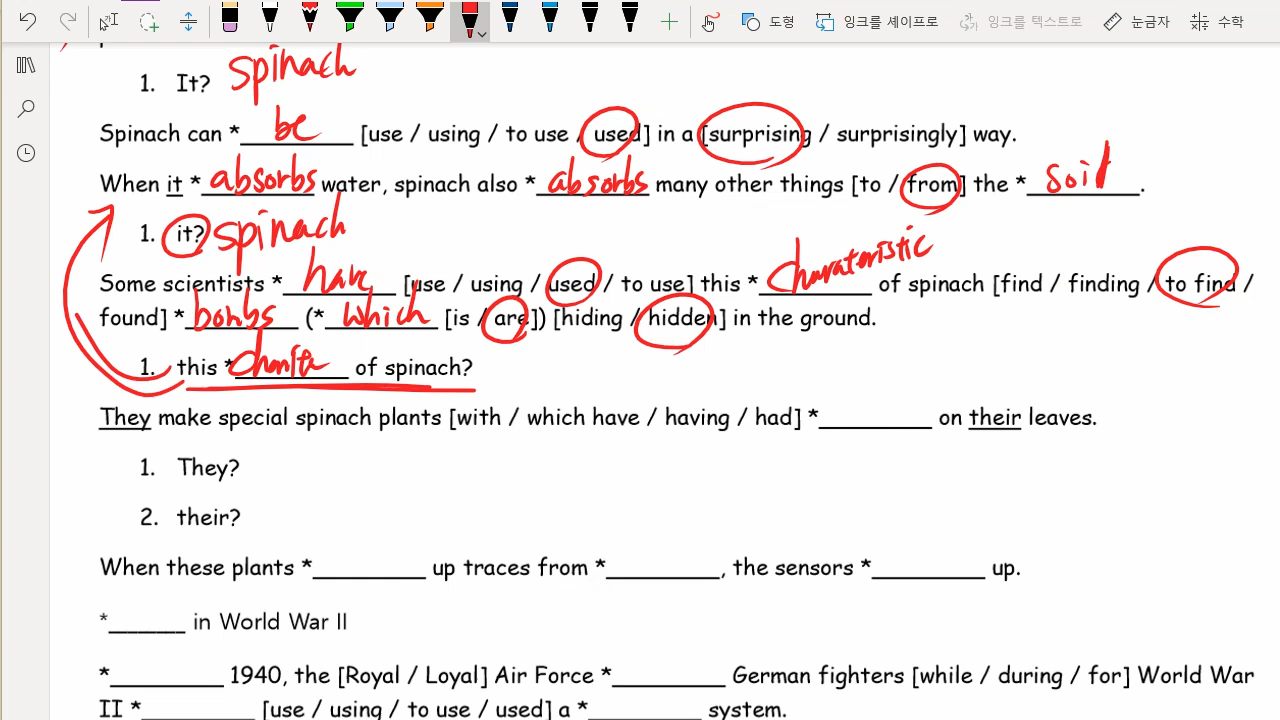 도형 잉크를 셰이프로 잉크를 텍스트로 눈금자 수학
1. It? spinach
Spinach can *be [use / using / to use / used] in a [surprising / surprisingly] way.
When it *absorbs water, spinach also *absorbs many other things [to / from] the *soil.
1. it? spinach
Some scientists *have [use / using / used / to use] this *charateristic of spinach [find / finding / to find /
found] *bombs (*which [is / are]) [hiding / hidden] in the ground.
1. this * of spinach?
They make special spinach plants [with / which have / having / had] *_________ on their leaves.
1. They?
2. their?
When these plants *_________ up traces from *_________, the sensors *_________ up.
*_______ in World War II
*_________ 1940, the [Royal / Loyal] Air Force *_________ German fighters [while / during / for] World War
II *_________ [use / using / to use / used] a *_________ system.